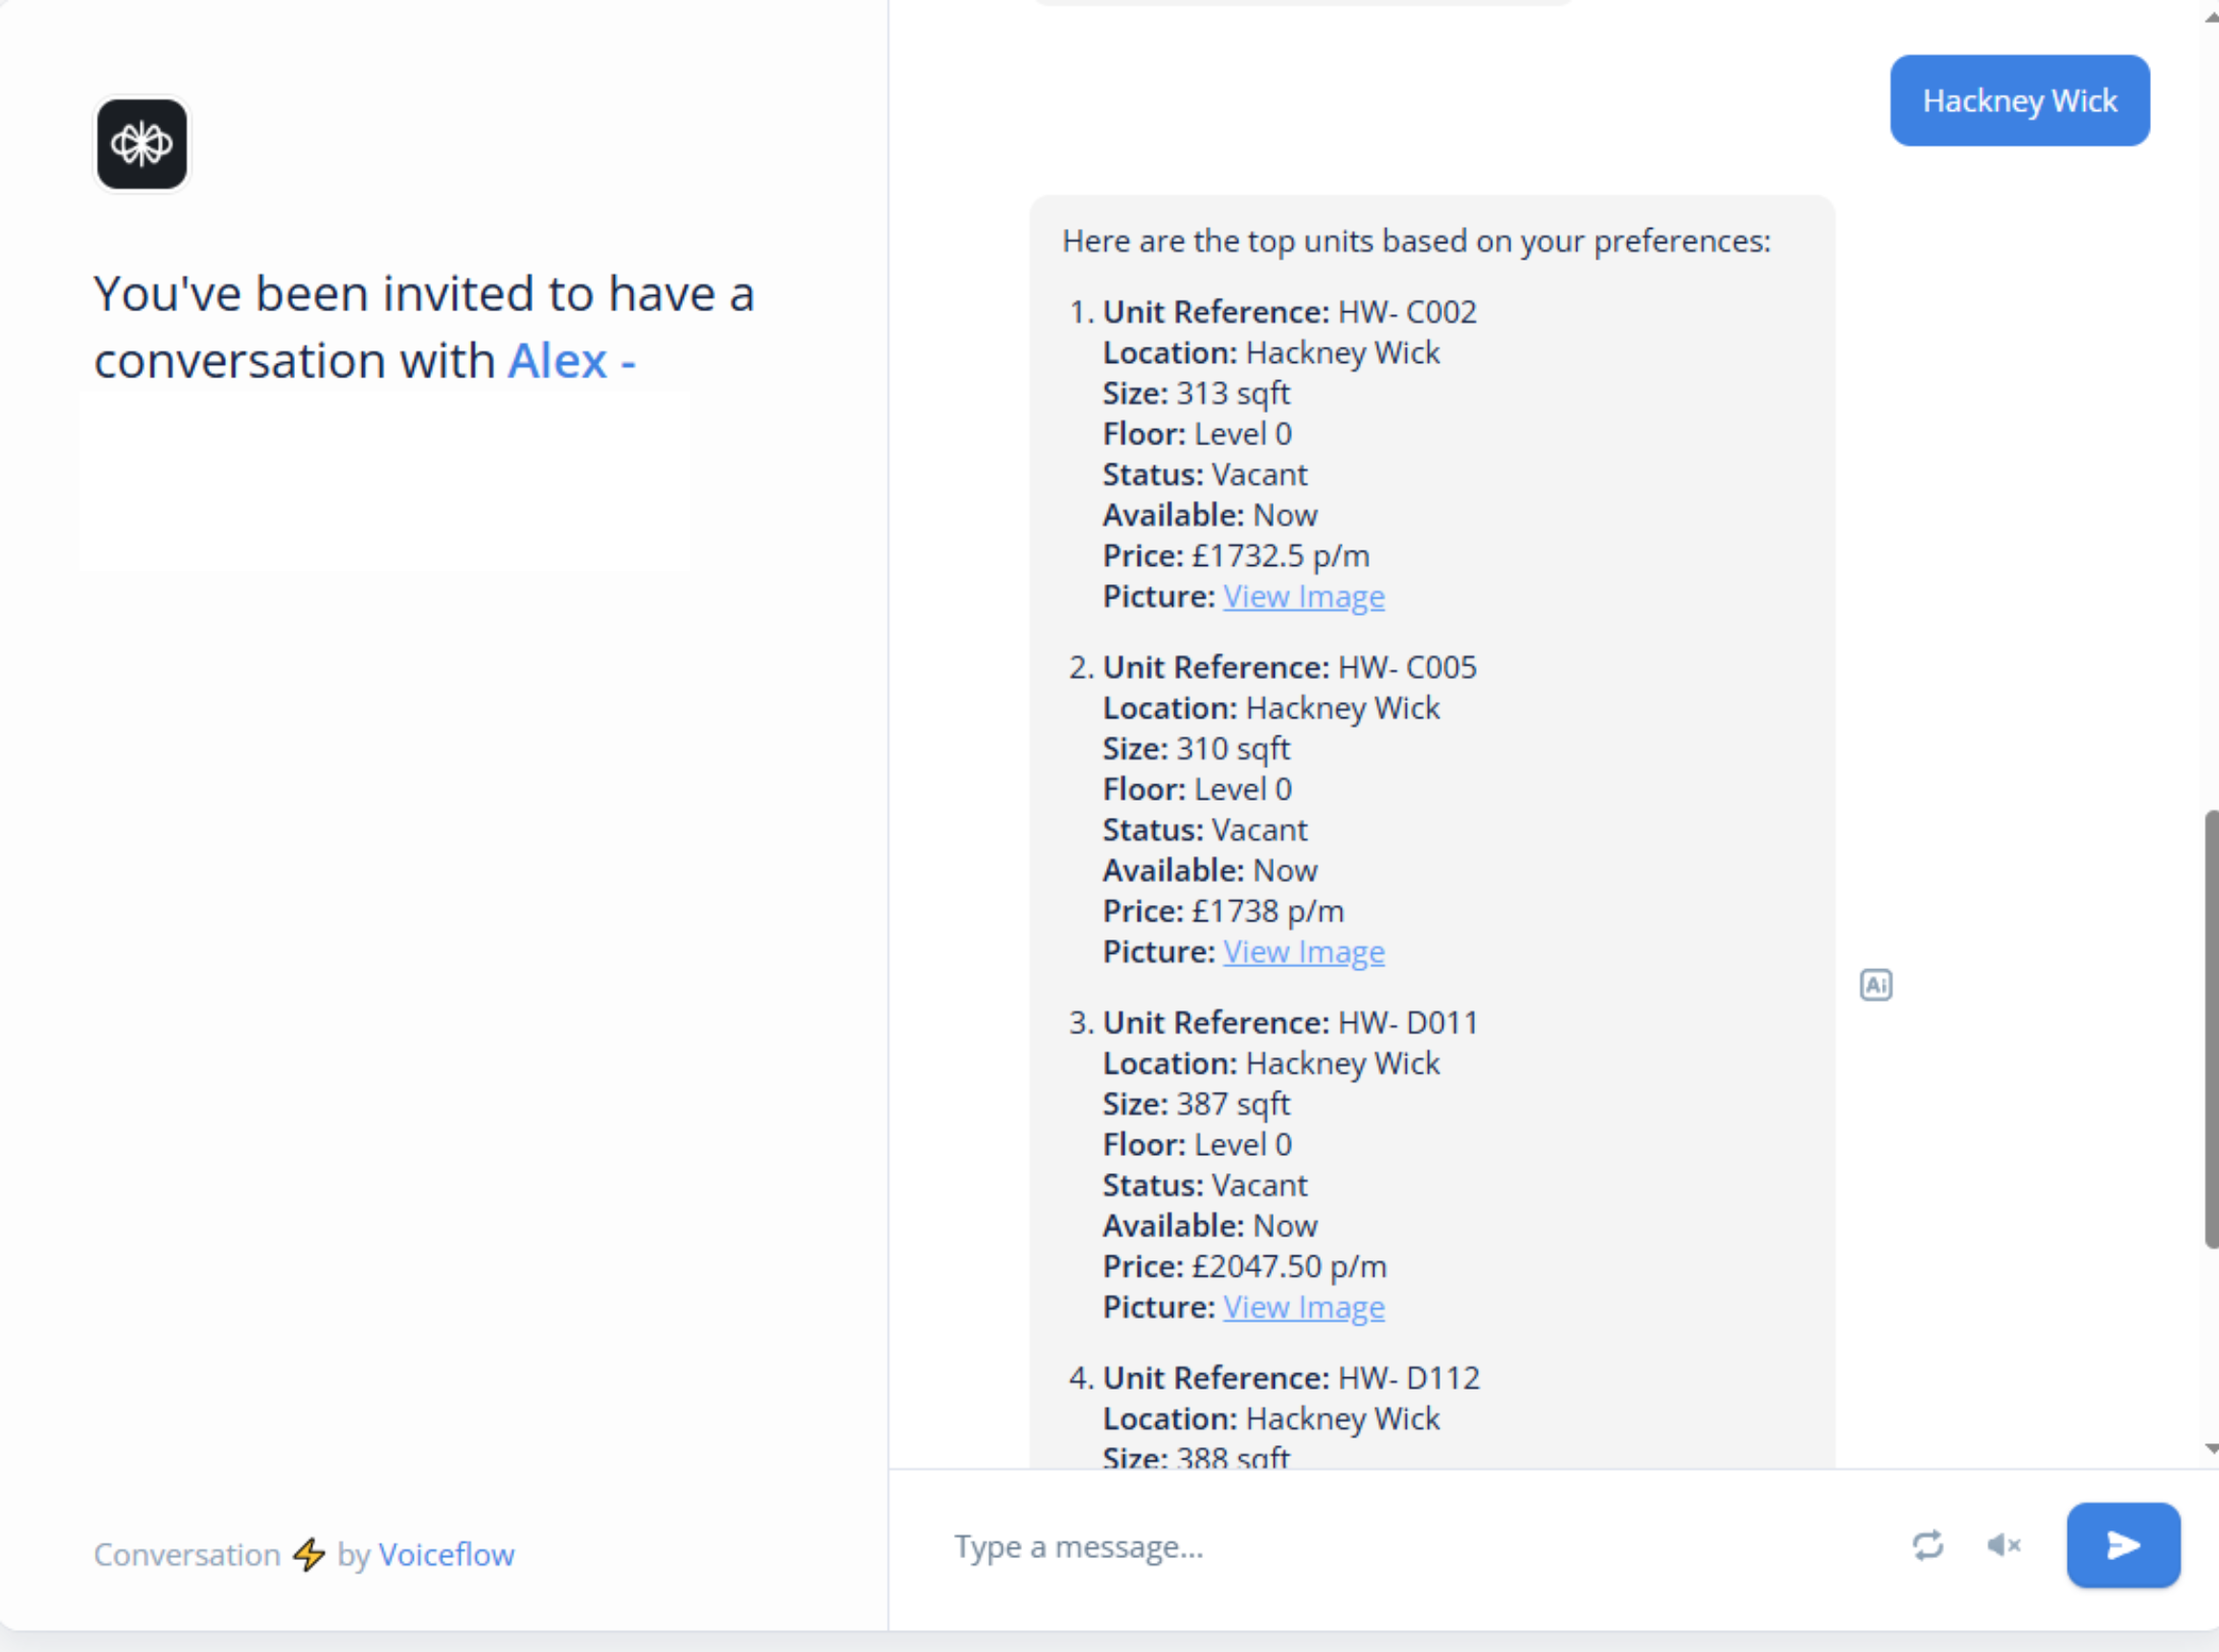 You've been invited to have a
conversation with Alex -
Conversation ⚡ by Voiceflow
Hackney Wick
Here are the top units based on your preferences:
1. Unit Reference: HW- C002
Location: Hackney Wick
Size: 313 sqft
Floor: Level 0
Status: Vacant
Available: Now
Price: £1732.5 p/m
Picture: View Image
2. Unit Reference: HW- C005
Location: Hackney Wick
Size: 310 sqft
Floor: Level 0
Status: Vacant
Available: Now
Price: £1738 p/m
Picture: View Image
3. Unit Reference: HW- D011
Location: Hackney Wick
Size: 387 sqft
Floor: Level 0
Status: Vacant
Available: Now
Price: £2047.50 p/m
Picture: View Image
4. Unit Reference: HW- D112
Location: Hackney Wick
Size: 388 sqft
Ai
Type a message...